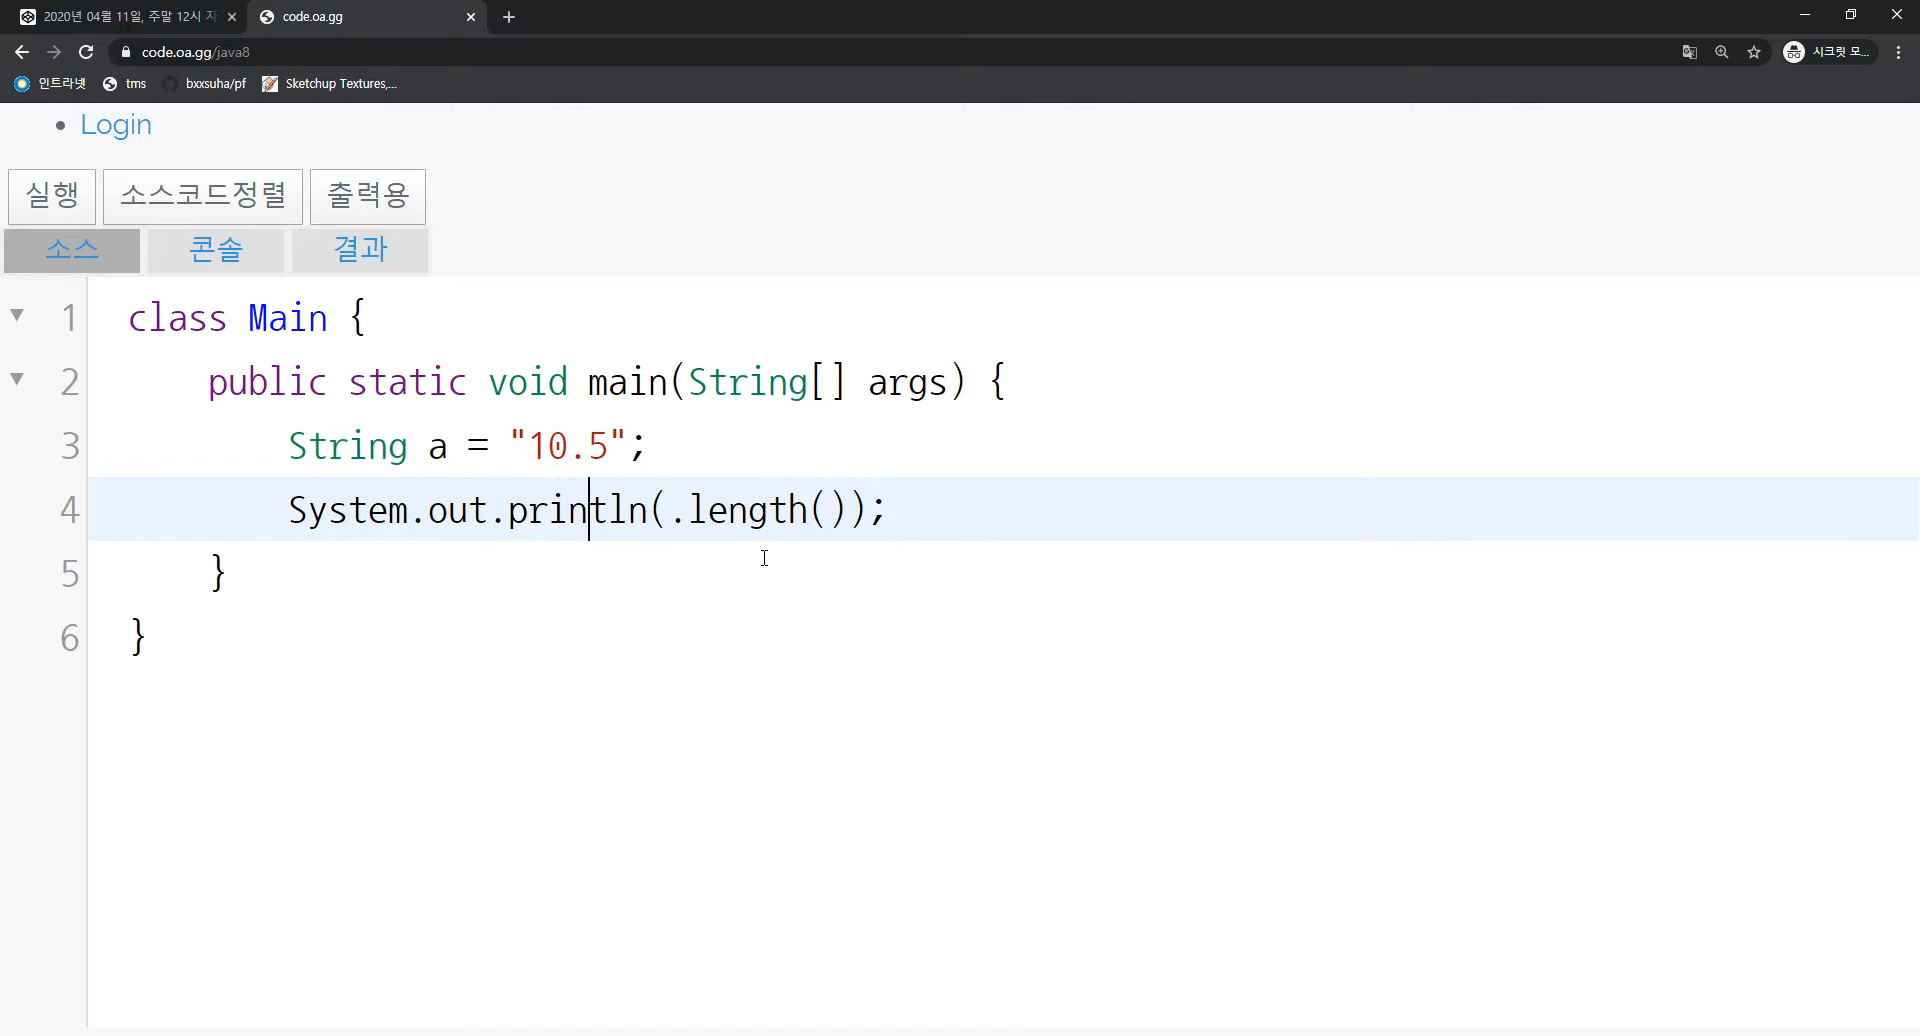 2020년 04월 11일, 주말 12시 자
code.oa.gg
code.oa.gg/java8
시크릿 모...
인트라넷
tms
bxxsuha/pf
Sketchup Textures,...
Login
실행
소스코드정렬
출력용
소스
콘솔
결과
1 class Main {
2 public static void main(String[] args) {
3 String a = "10.5";
4 System.out.println(.length());
5 }
6 }